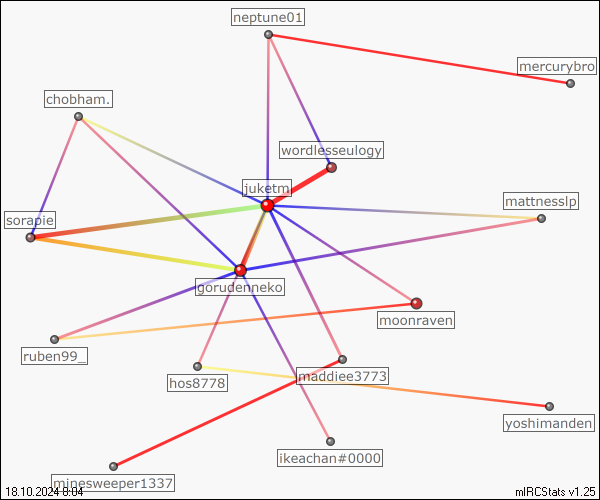 neptune01
mercurybro
chobham.
wordlesseulogy
juketm
mattnesslp
sorapie
gorudenneko
moonraven
ruben99_
hos8778
maddiee3773
yoshimanden
ikeachan#0000
minesweeper1337
18.10.2024 8:04
mIRCStats v1.25